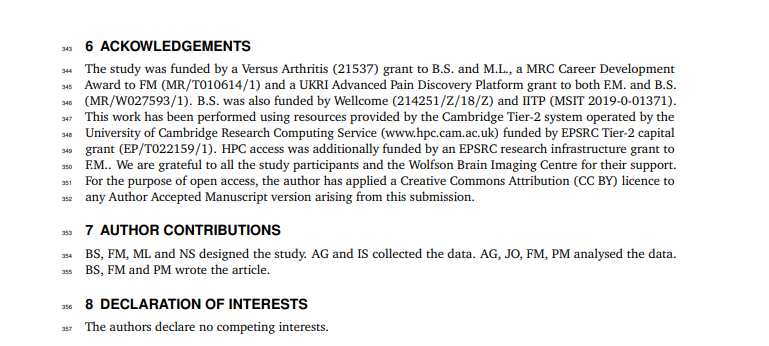 343 6 ACKOWLEDGEMENTS
344 The study was funded by a Versus Arthritis (21537) grant to B.S. and M.L., a MRC Career Development
345 Award to FM (MR/T010614/1) and a UKRI Advanced Pain Discovery Platform grant to both F.M. and B.S.
346 (MR/W027593/1). B.S. was also funded by Wellcome (214251/Z/18/Z) and IITP (MSIT 2019-0-01371).
347 This work has been performed using resources provided by the Cambridge Tier-2 system operated by the
348 University of Cambridge Research Computing Service (www.hpc.cam.ac.uk) funded by EPSRC Tier-2 capital
349 grant (EP/T022159/1). HPC access was additionally funded by an EPSRC research infrastructure grant to
350 F.M.. We are grateful to all the study participants and the Wolfson Brain Imaging Centre for their support.
351 For the purpose of open access, the author has applied a Creative Commons Attribution (CC BY) licence to
352 any Author Accepted Manuscript version arising from this submission.
353 7 AUTHOR CONTRIBUTIONS
354 BS, FM, ML and NS designed the study. AG and IS collected the data. AG, JO, FM, PM analysed the data.
355 BS, FM and PM wrote the article.
356 8 DECLARATION OF INTERESTS
357 The authors declare no competing interests.